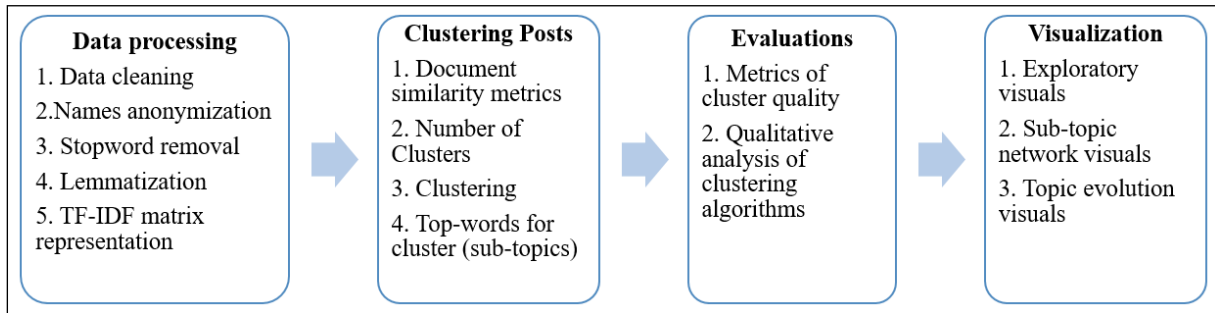 Data processing
1. Data cleaning
2.Names anonymization
3. Stopword removal
4. Lemmatization
5. TF-IDF matrix
representation
Clustering Posts
1. Document
similarity metrics
2. Number of
Clusters
3. Clustering
4. Top-words for
cluster (sub-topics)
Evaluations
1. Metrics of
cluster quality
2. Qualitative
analysis of
clustering
algorithms
Visualization
1. Exploratory
visuals
2. Sub-topic
network visuals
3. Topic evolution
visuals